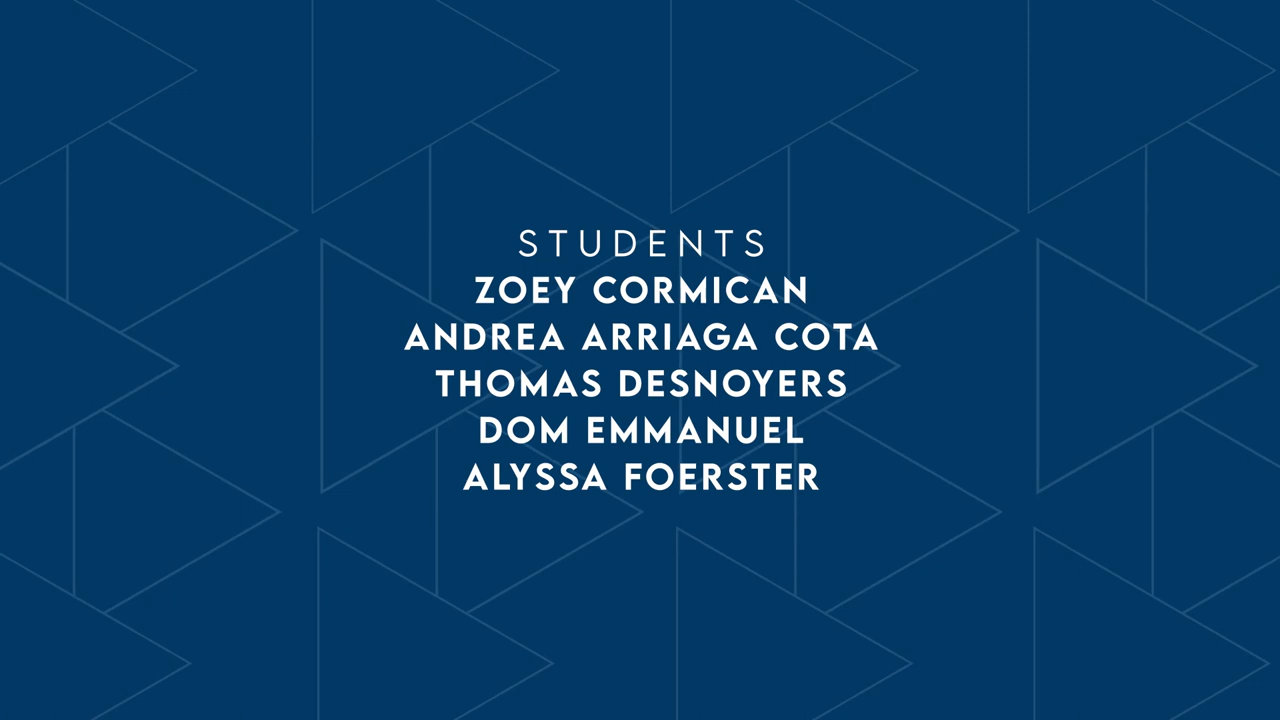 STUDENTS
ZOEY CORMICAN
ANDREA ARRIAGA COTA
THOMAS DESNOYERS
DOM EMMANUEL
ALYSSA FOERSTER